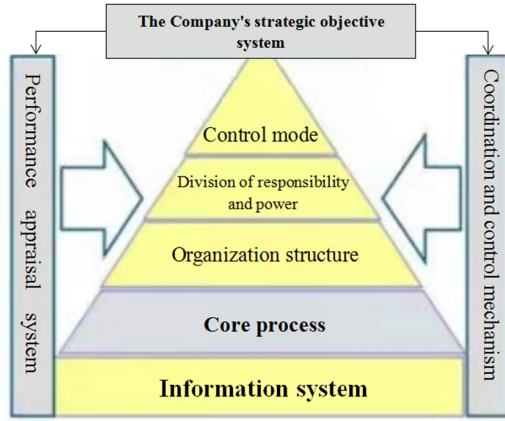 The Company's strategic objective
system
Performance appraisal system
Control mode
Division of responsibility
and power
Organization structure
Core process
Information system
Coordination and control mechanism